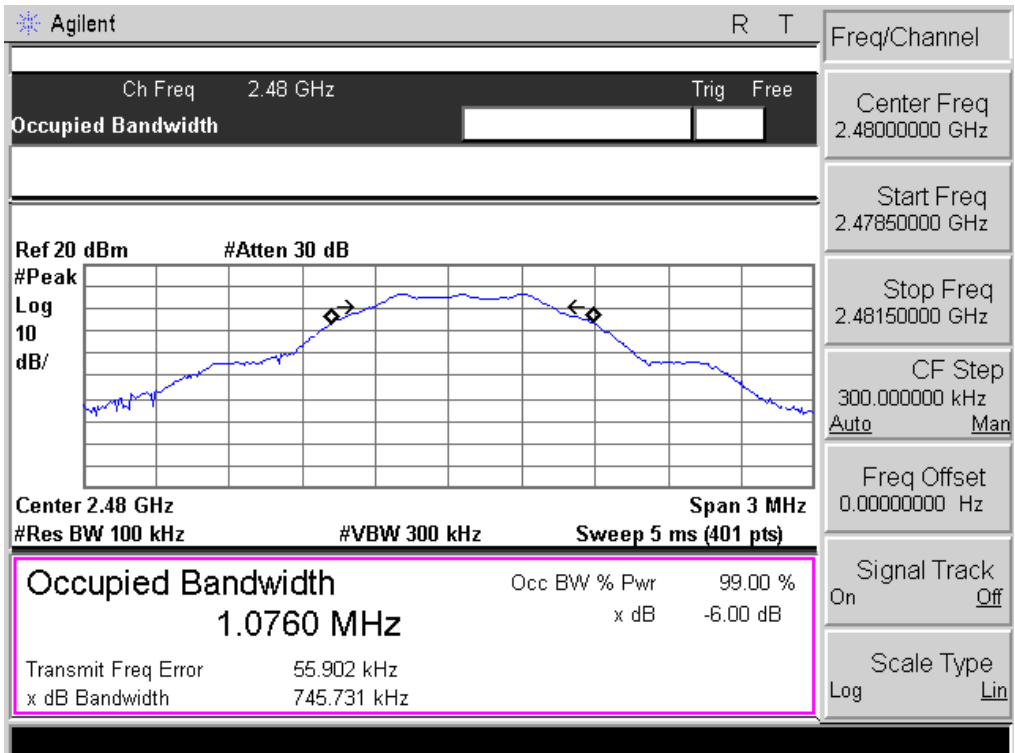 Agilent R T
Ch Freq 2.48 GHz Trig Free
Occupied Bandwidth
Ref 20 dBm #Atten 30 dB
#Peak
Log
10
dB/
Center 2.48 GHz Span 3 MHz
#Res BW 100 kHz #VBW 300 kHz Sweep 5 ms (401 pts)
Occupied Bandwidth Occ BW % Pwr 99.00 %
1.0760 MHz x dB -6.00 dB
Transmit Freq Error 55.902 kHz
x dB Bandwidth 745.731 kHz
Freq/Channel
Center Freq
2.48000000 GHz
Start Freq
2.47850000 GHz
Stop Freq
2.48150000 GHz
CF Step
300.000000 kHz
Auto Man
Freq Offset
0.00000000 Hz
Signal Track
On Off
Scale Type
Log Lin